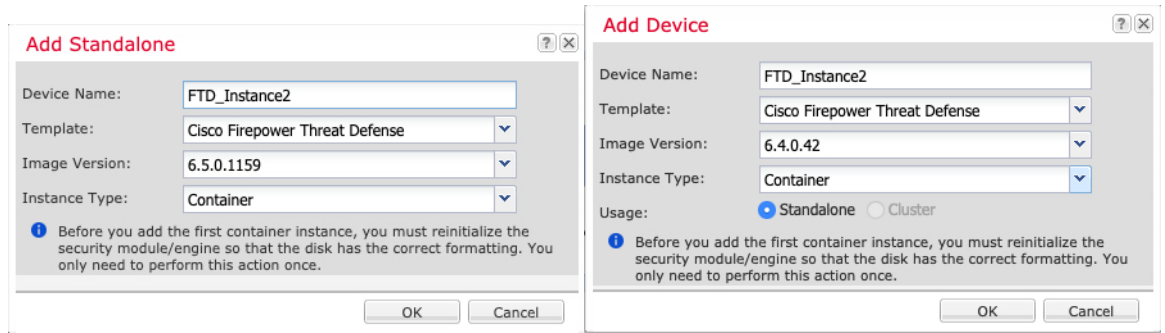 Add Standalone
Device Name: FTD_Instance2
Template: Cisco Firepower Threat Defense
Image Version: 6.5.0.1159
Instance Type: Container
Before you add the first container instance, you must reinitialize the
security module/engine so that the disk has the correct formatting. You
only need to perform this action once.
OK Cancel
Add Device
Device Name: FTD_Instance2
Template: Cisco Firepower Threat Defense
Image Version: 6.4.0.42
Instance Type: Container
Usage: Standalone Cluster
Before you add the first container instance, you must reinitialize the
security module/engine so that the disk has the correct formatting. You
only need to perform this action once.
OK Cancel